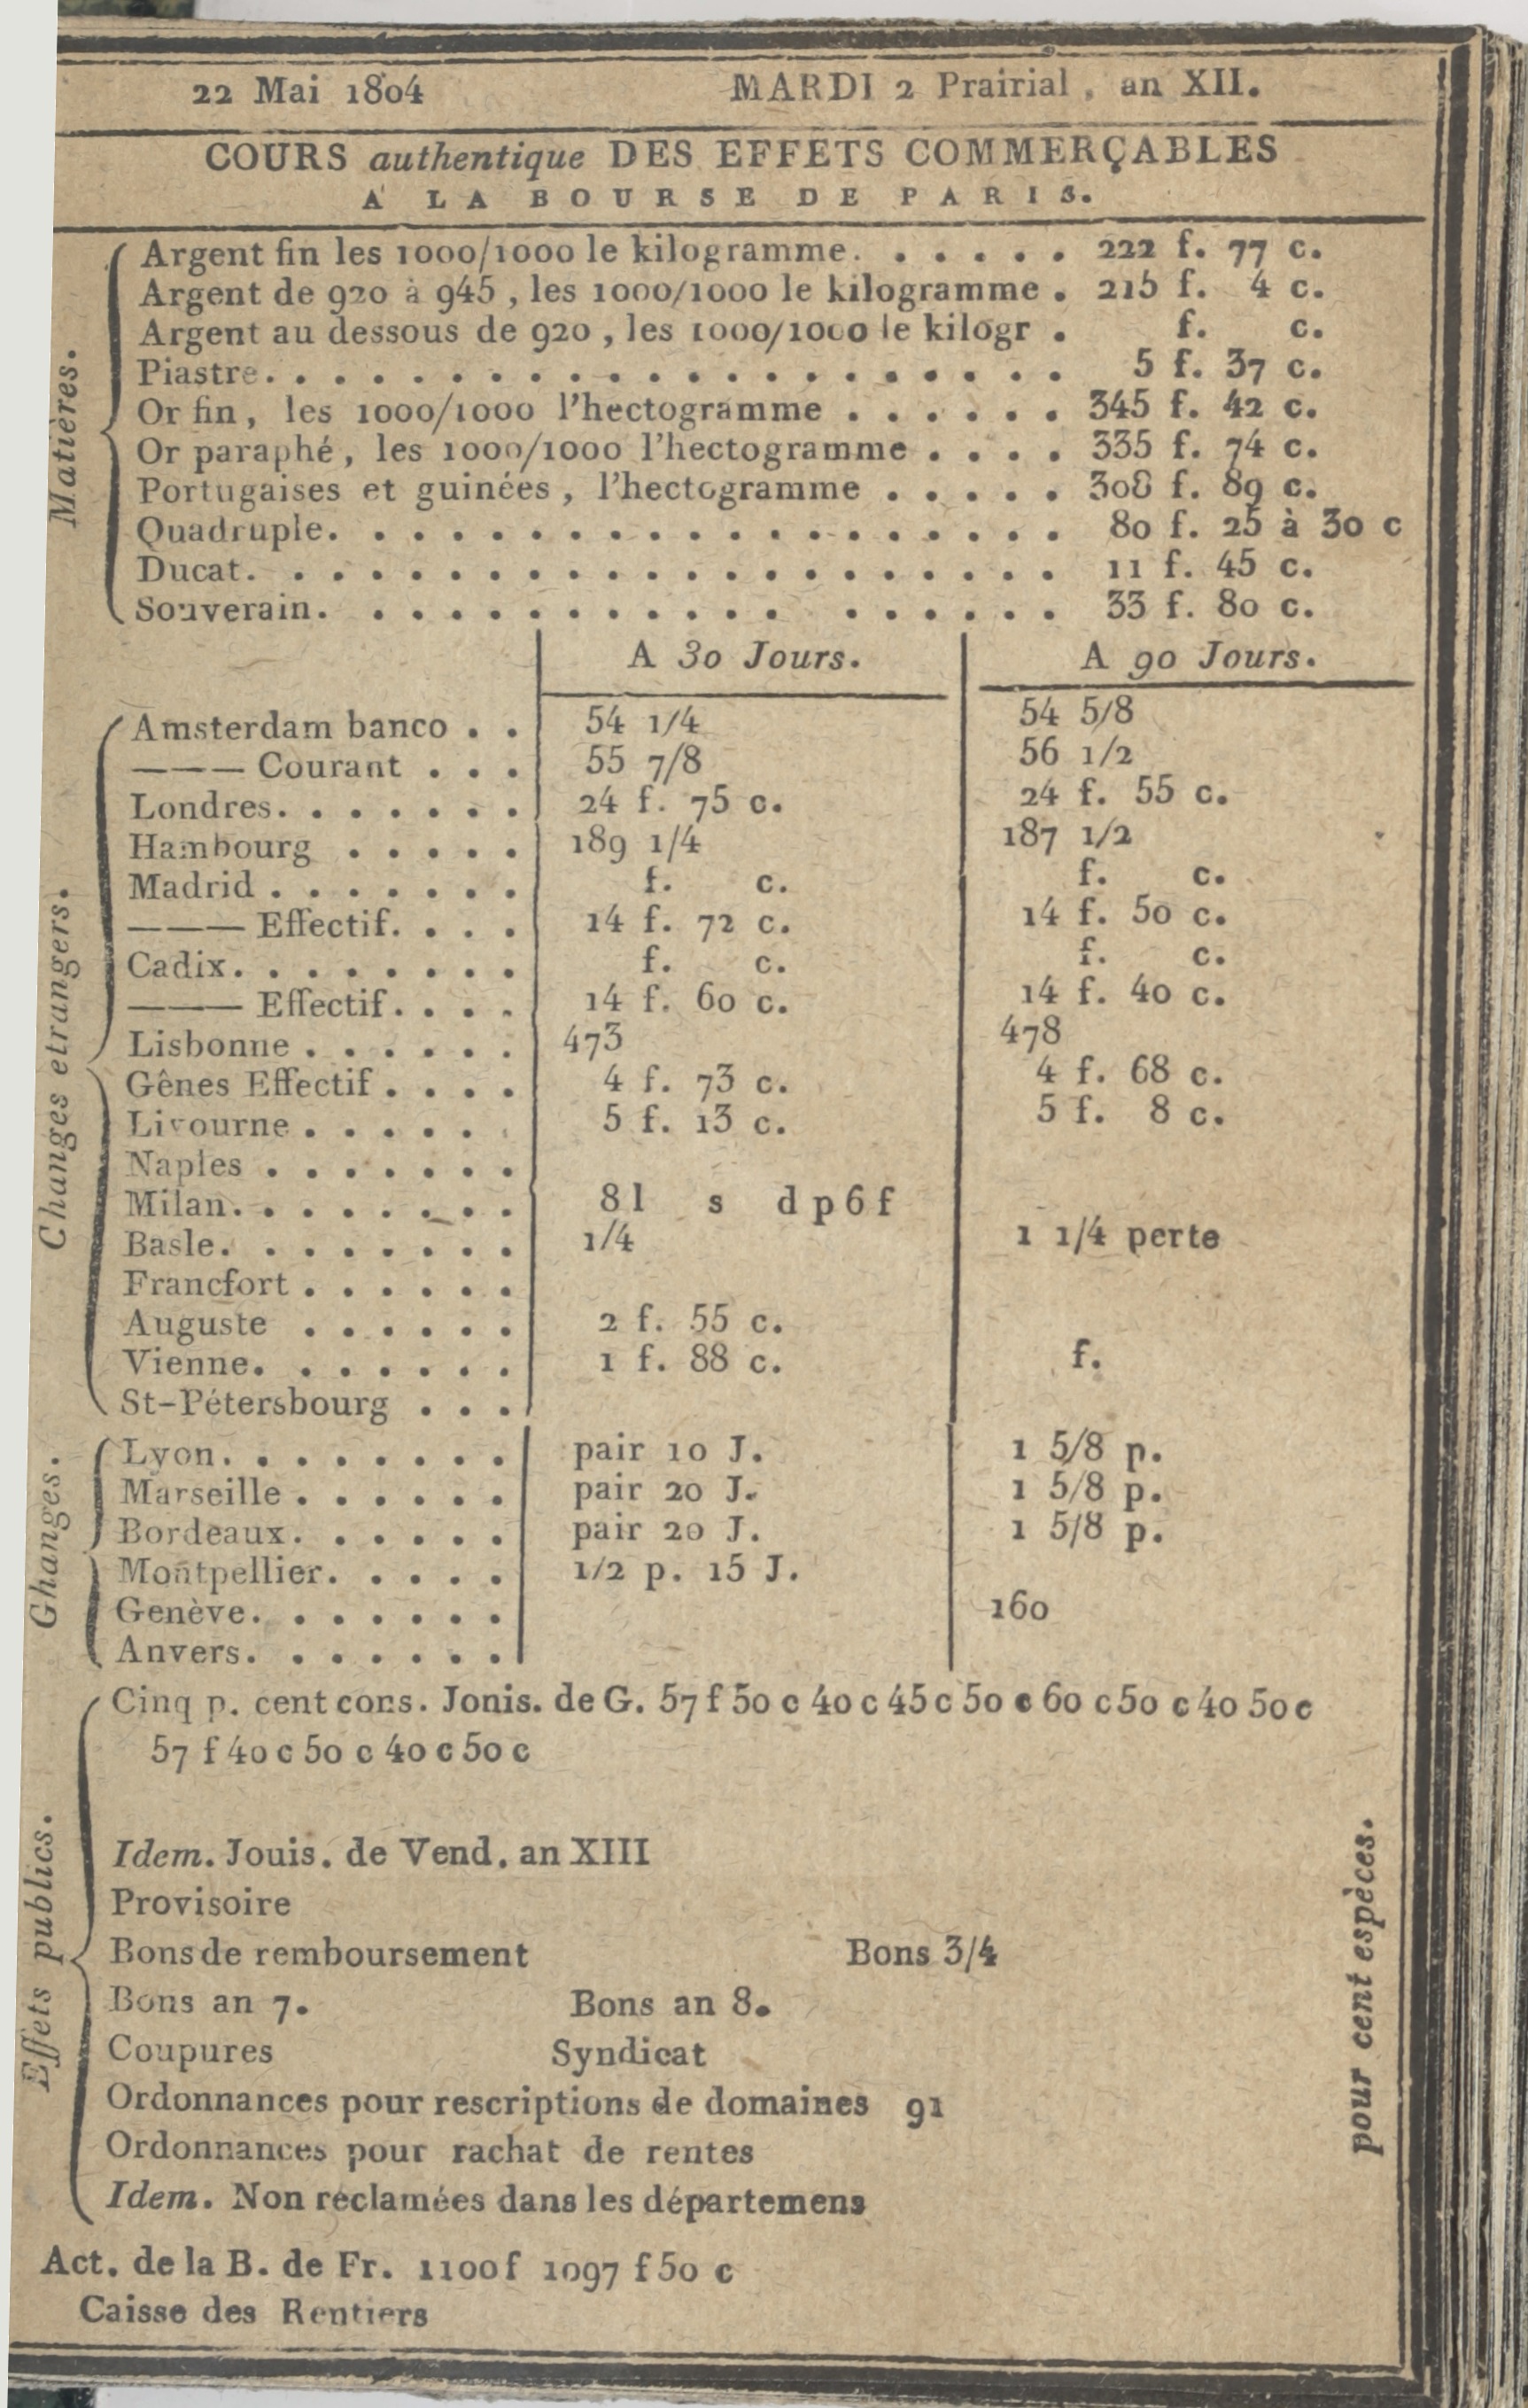 22 Mai 1804 MARDI 2 Prairial, an XII.
COURS authentique DES EFFETS COMMERÇABLES
A LA BOURSE DE PARIS.
Matières.
Argent fin les 1000/1000 le kilogramme. . . . . . 222 f. 77 c.
Argent de 920 à 945, les 1000/1000 le kilogramme . 215 f. 4 c.
Argent au dessous de 920, les 1000/1000 le kilogr . f. c.
Piastre. . . . . . . . . . . . . . . . . . . . . 5 f. 37 c.
Or fin, les 1000/1000 l'hectogramme . . . . . . 345 f. 42 c.
Or paraphé, les 1000/1000 l'hectogramme . . . . 335 f. 74 c.
Portugaises et guinées, l'hectogramme . . . . . 308 f. 89 c.
Quadruple. . . . . . . . . . . . . . . . . . . 80 f. 25 à 30 c
Ducat. . . . . . . . . . . . . . . . . . . . . 11 f. 45 c.
Souverain. . . . . . . . . . . . . . . . . . 33 f. 80 c.
A 30 Jours. A 90 Jours.
Changes etrangers.
Amsterdam banco . . 54 1/4 54 5/8
——— Courant . . . 55 7/8 56 1/2
Londres. . . . . . . 24 f. 75 c. 24 f. 55 c.
Hambourg . . . . . 189 1/4 187 1/2
Madrid . . . . . . . f. c. f. c.
——— Effectif. . . . 14 f. 72 c. 14 f. 50 c.
Cadix. . . . . . . . f. c. f. c.
——— Effectif. . . . 14 f. 60 c. 14 f. 40 c.
Lisbonne . . . . . . 473 478
Gênes Effectif . . . . 4 f. 73 c. 4 f. 68 c.
Livourne . . . . . . 5 f. 13 c. 5 f. 8 c.
Naples . . . . . . .
Milan. . . . . . . . 8 l s d p 6 f
Basle. . . . . . . . 1/4 1 1/4 perte
Francfort . . . . . .
Auguste . . . . . . 2 f. 55 c.
Vienne. . . . . . . 1 f. 88 c. f.
St-Pétersbourg . . .
Ghanges.
Lyon. . . . . . . . pair 10 J. 1 5/8 p.
Marseille . . . . . . pair 20 J. 1 5/8 p.
Bordeaux. . . . . . pair 20 J. 1 5/8 p.
Montpellier. . . . . 1/2 p. 15 J.
Genève. . . . . . . 160
Anvers. . . . . . .
Effets publics.
Cinq p. cent cons. Jonis. de G. 57 f 50 c 40 c 45 c 50 c 60 c 50 c 40 50 c
57 f 40 c 50 c 40 c 50 c
Idem. Jouis. de Vend. an XIII
Provisoire
Bons de remboursement Bons 3/4
Bons an 7. Bons an 8.
Coupures Syndicat
Ordonnances pour rescriptions de domaines 91
Ordonnances pour rachat de rentes
Idem. Non réclamées dans les départemens
pour cent espèces.
Act. de la B. de Fr. 1100 f 1097 f 50 c
Caisse des Rentiers